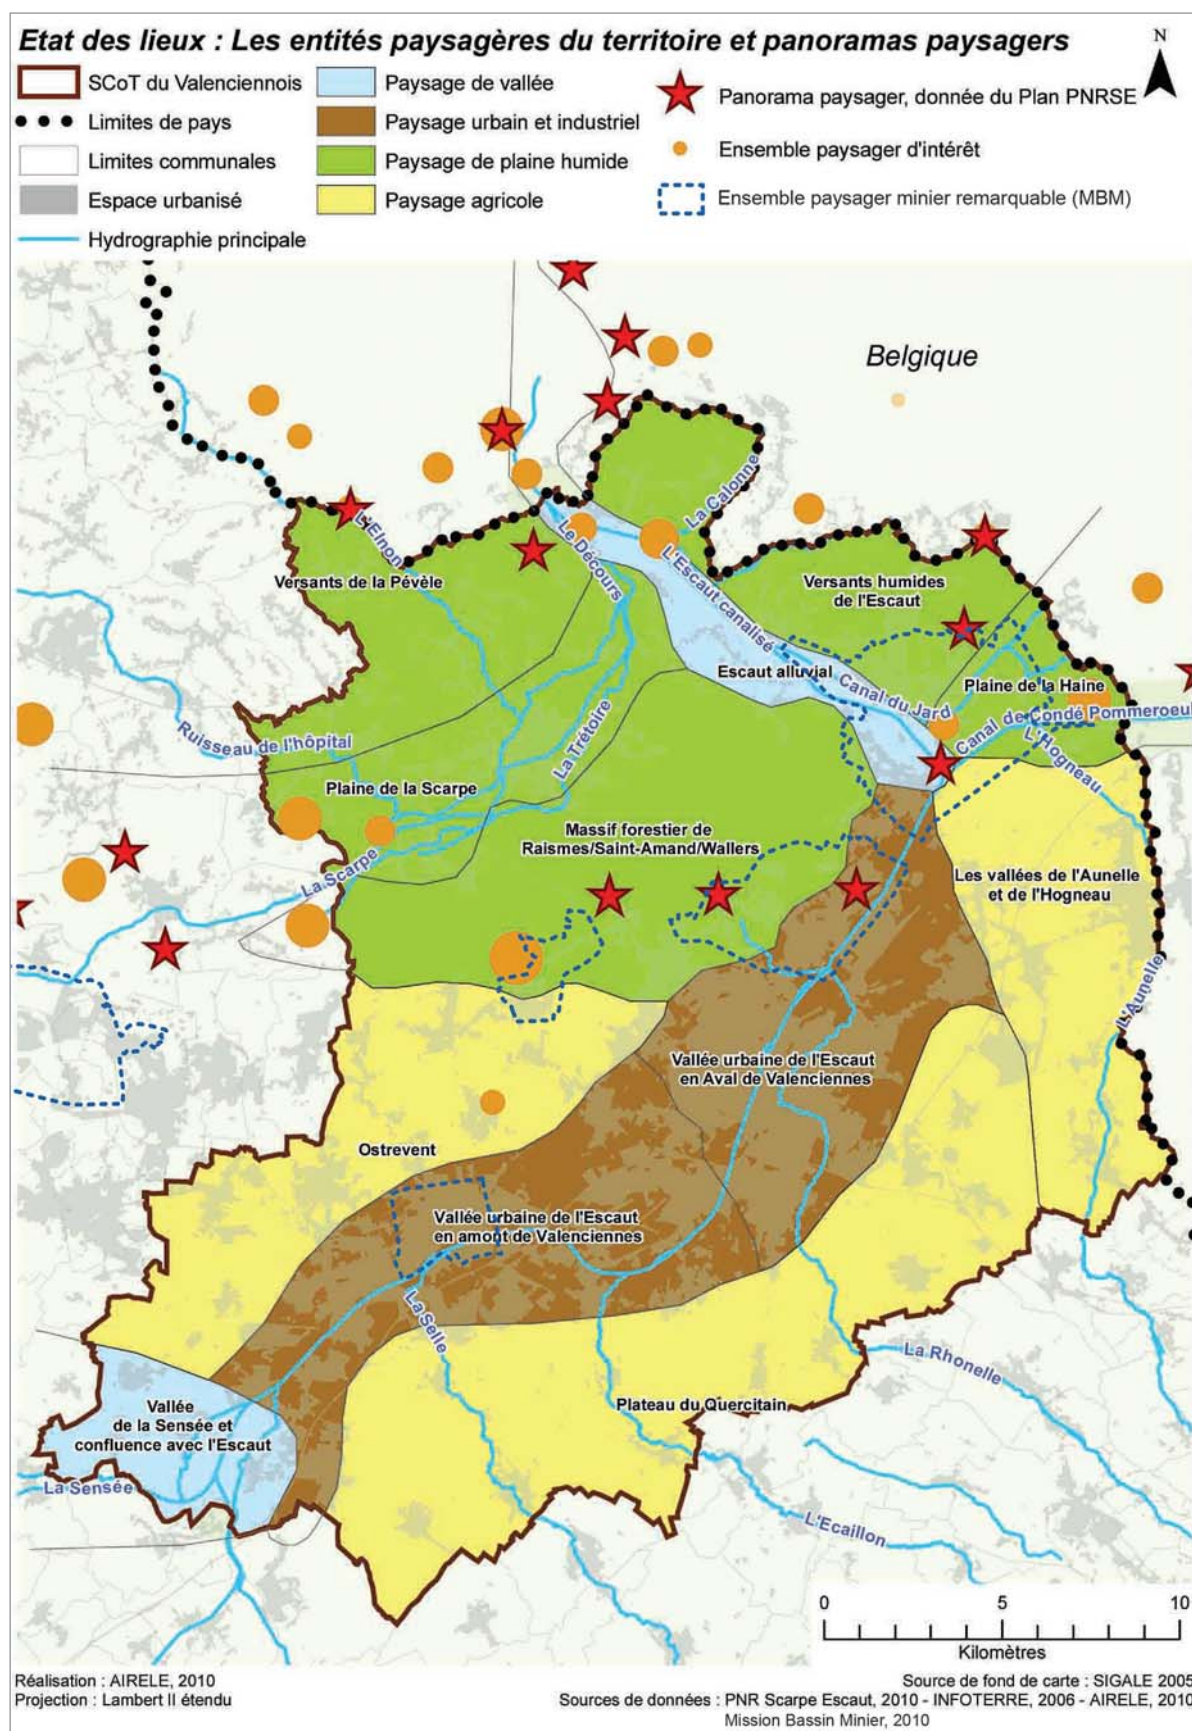 Etat des lieux : Les entités paysagères du territoire et panoramas paysagers
N
SCoT du Valenciennois
Limites de pays
Limites communales
Espace urbanisé
Hydrographie principale
Paysage de vallée
Paysage urbain et industriel
Paysage de plaine humide
Paysage agricole
Panorama paysager, donnée du Plan PNRSE
Ensemble paysager d'intérêt
Ensemble paysager minier remarquable (MBM)
Belgique
La Calonne
L'Elnon
Le Décours
Versants de la Pévèle
L'Escaut canalisé
Versants humides
de l'Escaut
Escaut alluvial
Canal du Jard
Plaine de la Haine
Canal de Condé Pommeroeul
L'Hogneau
Ruisseau de l'hôpital
La Trétoire
Plaine de la Scarpe
Massif forestier de
Raismes/Saint-Amand/Wallers
La Scarpe
Les vallées de l'Aunelle
et de l'Hogneau
L'Aunelle
Vallée urbaine de l'Escaut
en Aval de Valenciennes
Ostrevent
Vallée urbaine de l'Escaut
en amont de Valenciennes
La Selle
La Rhonelle
Plateau du Quercitain
Vallée
de la Sensée et
confluence avec l'Escaut
La Sensée
L'Ecaillon
0 5 10
Kilomètres
Réalisation : AIRELE, 2010
Projection : Lambert II étendu
Source de fond de carte : SIGALE 2005
Sources de données : PNR Scarpe Escaut, 2010 - INFOTERRE, 2006 - AIRELE, 2010
Mission Bassin Minier, 2010